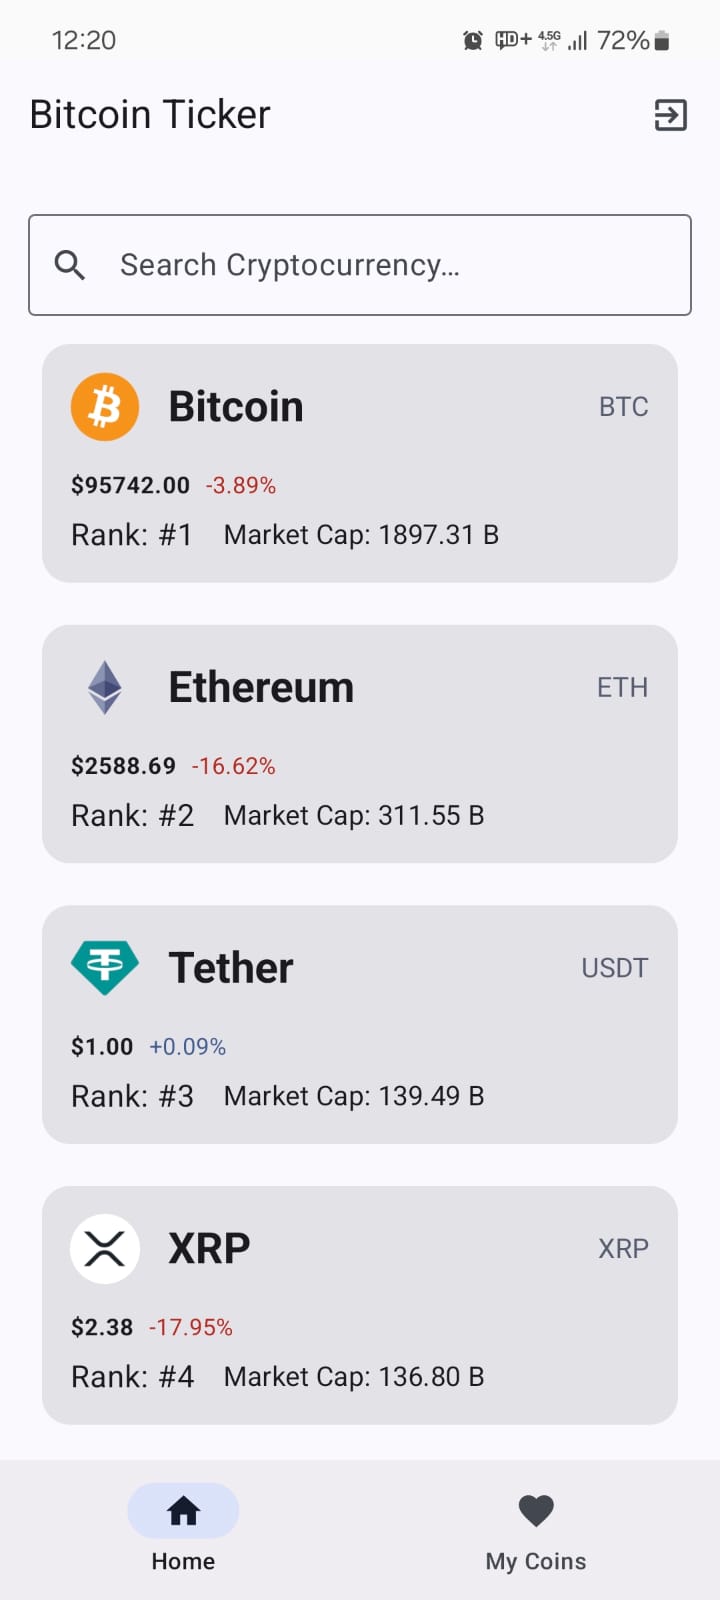 12:20 4.5G 72%
Bitcoin Ticker
Search Cryptocurrency...
Bitcoin BTC
$95742.00 -3.89%
Rank: #1 Market Cap: 1897.31 B
Ethereum ETH
$2588.69 -16.62%
Rank: #2 Market Cap: 311.55 B
Tether USDT
$1.00 +0.09%
Rank: #3 Market Cap: 139.49 B
XRP XRP
$2.38 -17.95%
Rank: #4 Market Cap: 136.80 B
Home My Coins